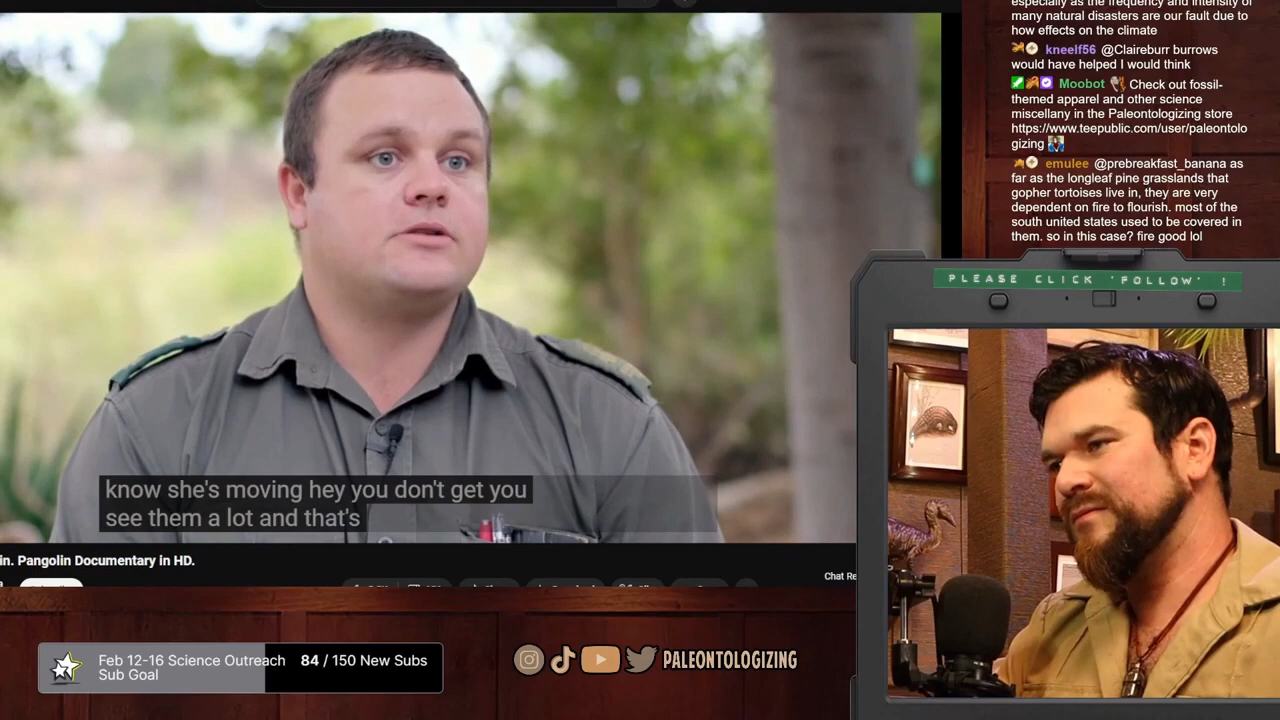 especially as the frequency and intensity of
many natural disasters are our fault due to
how effects on the climate
kneelf56 @Claireburr burrows
would have helped I would think
Moobot Check out fossil-
themed apparel and other science
miscellany in the Paleontologizing store
https://www.teepublic.com/user/paleontolo
gizing
emulee @prebreakfast_banana as
far as the longleaf pine grasslands that
gopher tortoises live in, they are very
dependent on fire to flourish. most of the
south united states used to be covered in
them. so in this case? fire good lol
PLEASE CLICK 'FOLLOW' !
know she's moving hey you don't get you
see them a lot and that's
in. Pangolin Documentary in HD.
Chat Re
Feb 12-16 Science Outreach
Sub Goal
84 / 150 New Subs
PALEONTOLOGIZING